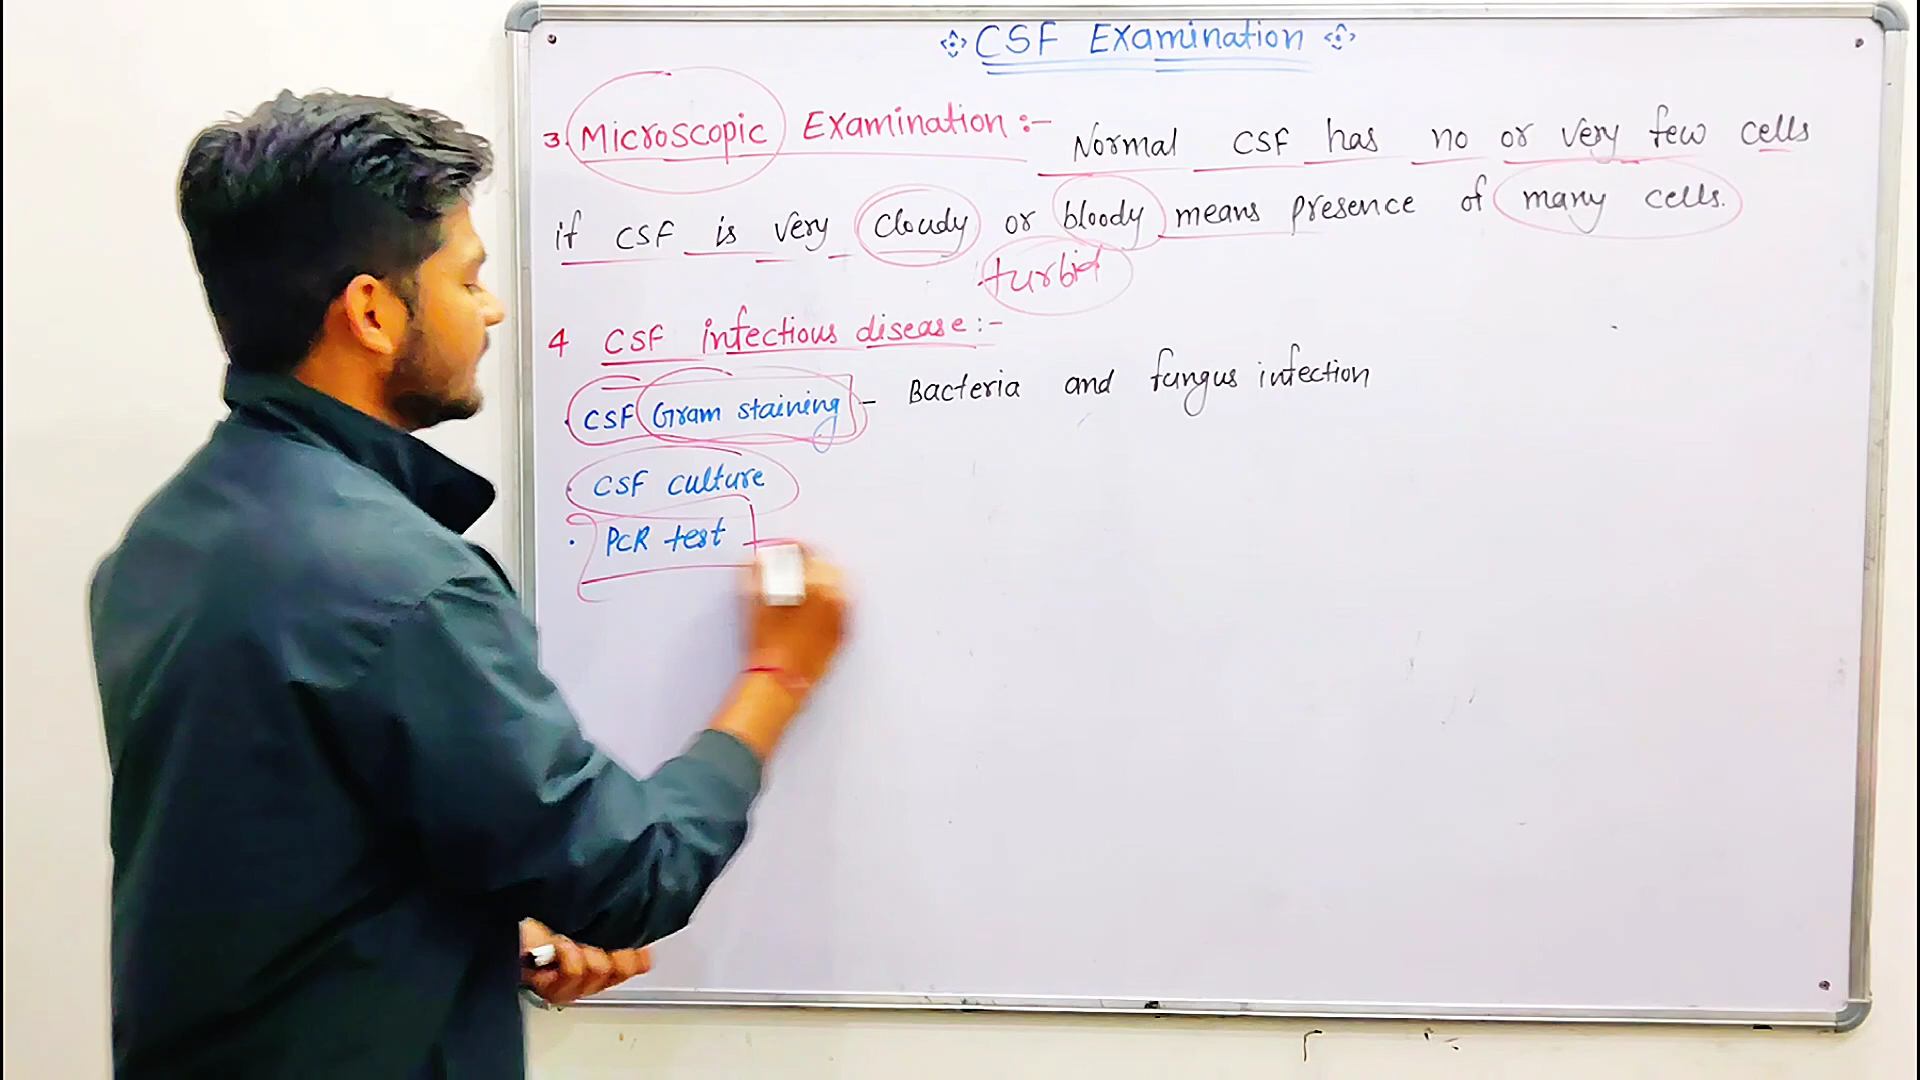 CSF Examination
3. Microscopic Examination :- Normal CSF has no or very few cells
if CSF is very cloudy or bloody means presence of many cells.
turbid
4 CSF infectious disease :-
. CSF Gram staining - Bacteria and fungus infection
. CSF culture
. PCR test -